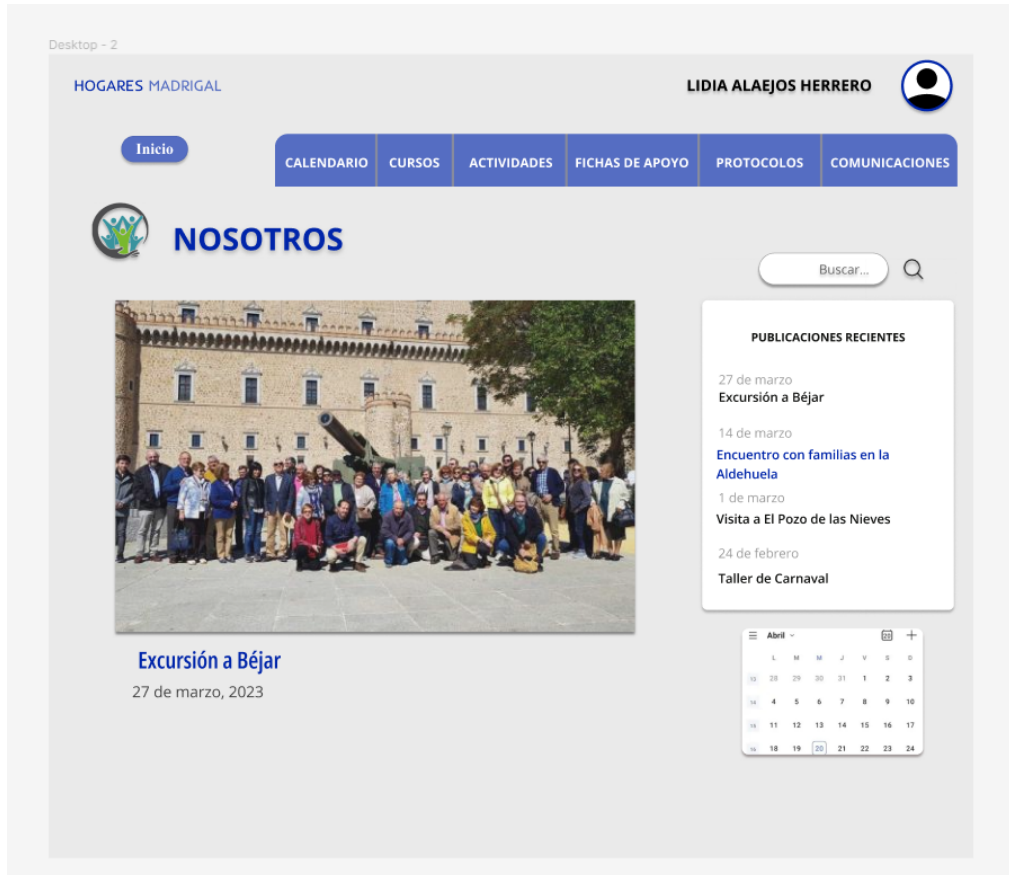 Desktop - 2
HOGARES MADRIGAL
LIDIA ALAEJOS HERRERO
Inicio
CALENDARIO CURSOS ACTIVIDADES FICHAS DE APOYO PROTOCOLOS COMUNICACIONES
NOSOTROS
Buscar...
PUBLICACIONES RECIENTES
27 de marzo
Excursión a Béjar
14 de marzo
Encuentro con familias en la
Aldehuela
1 de marzo
Visita a El Pozo de las Nieves
24 de febrero
Taller de Carnaval
Excursión a Béjar
27 de marzo, 2023
Abril 20
L M M J V S D
13 28 29 30 31 1 2 3
14 4 5 6 7 8 9 10
15 11 12 13 14 15 16 17
16 18 19 20 21 22 23 24